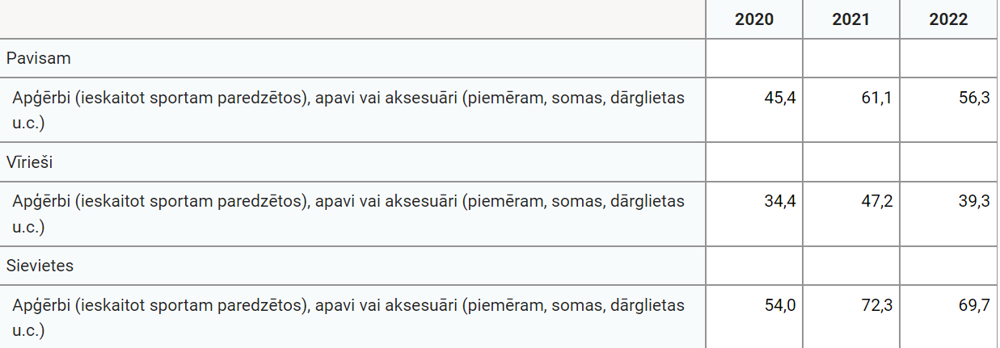 2020 2021 2022
Pavisam
Apģērbi (ieskaitot sportam paredzētos), apavi vai aksesuāri (piemēram, somas, dārglietas 45,4 61,1 56,3
u.c.)
Vīrieši
Apģērbi (ieskaitot sportam paredzētos), apavi vai aksesuāri (piemēram, somas, dārglietas 34,4 47,2 39,3
u.c.)
Sievietes
Apģērbi (ieskaitot sportam paredzētos), apavi vai aksesuāri (piemēram, somas, dārglietas 54,0 72,3 69,7
u.c.)